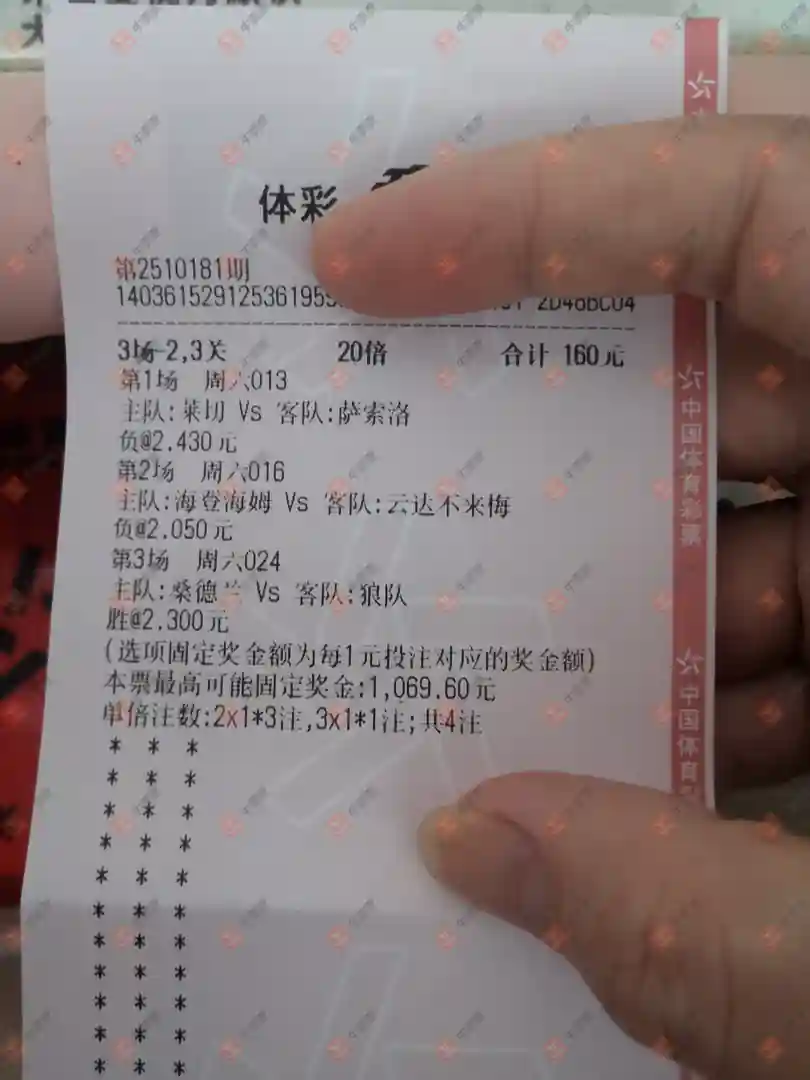 体彩
第2510181期
140361529125361955 2D46BC04
3场-2,3关 20倍 合计 160元
第1场 周六013
主队:莱切 Vs 客队:萨索洛
负@2.430元
第2场 周六016
主队:海登海姆 Vs 客队:云达不来梅
负@2.050元
第3场 周六024
主队:桑德兰 Vs 客队:狼队
胜@2.300元
(选项固定奖金额为每1元投注对应的奖金额)
本票最高可能固定奖金:1,069.60元
单倍注数:2x1*3注,3x1*1注;共4注
* * *
* * *
* * *
* * *
* * *
* * *
* * *
* * *
* * *
* * *
* * *
中国体育彩票
中国体育